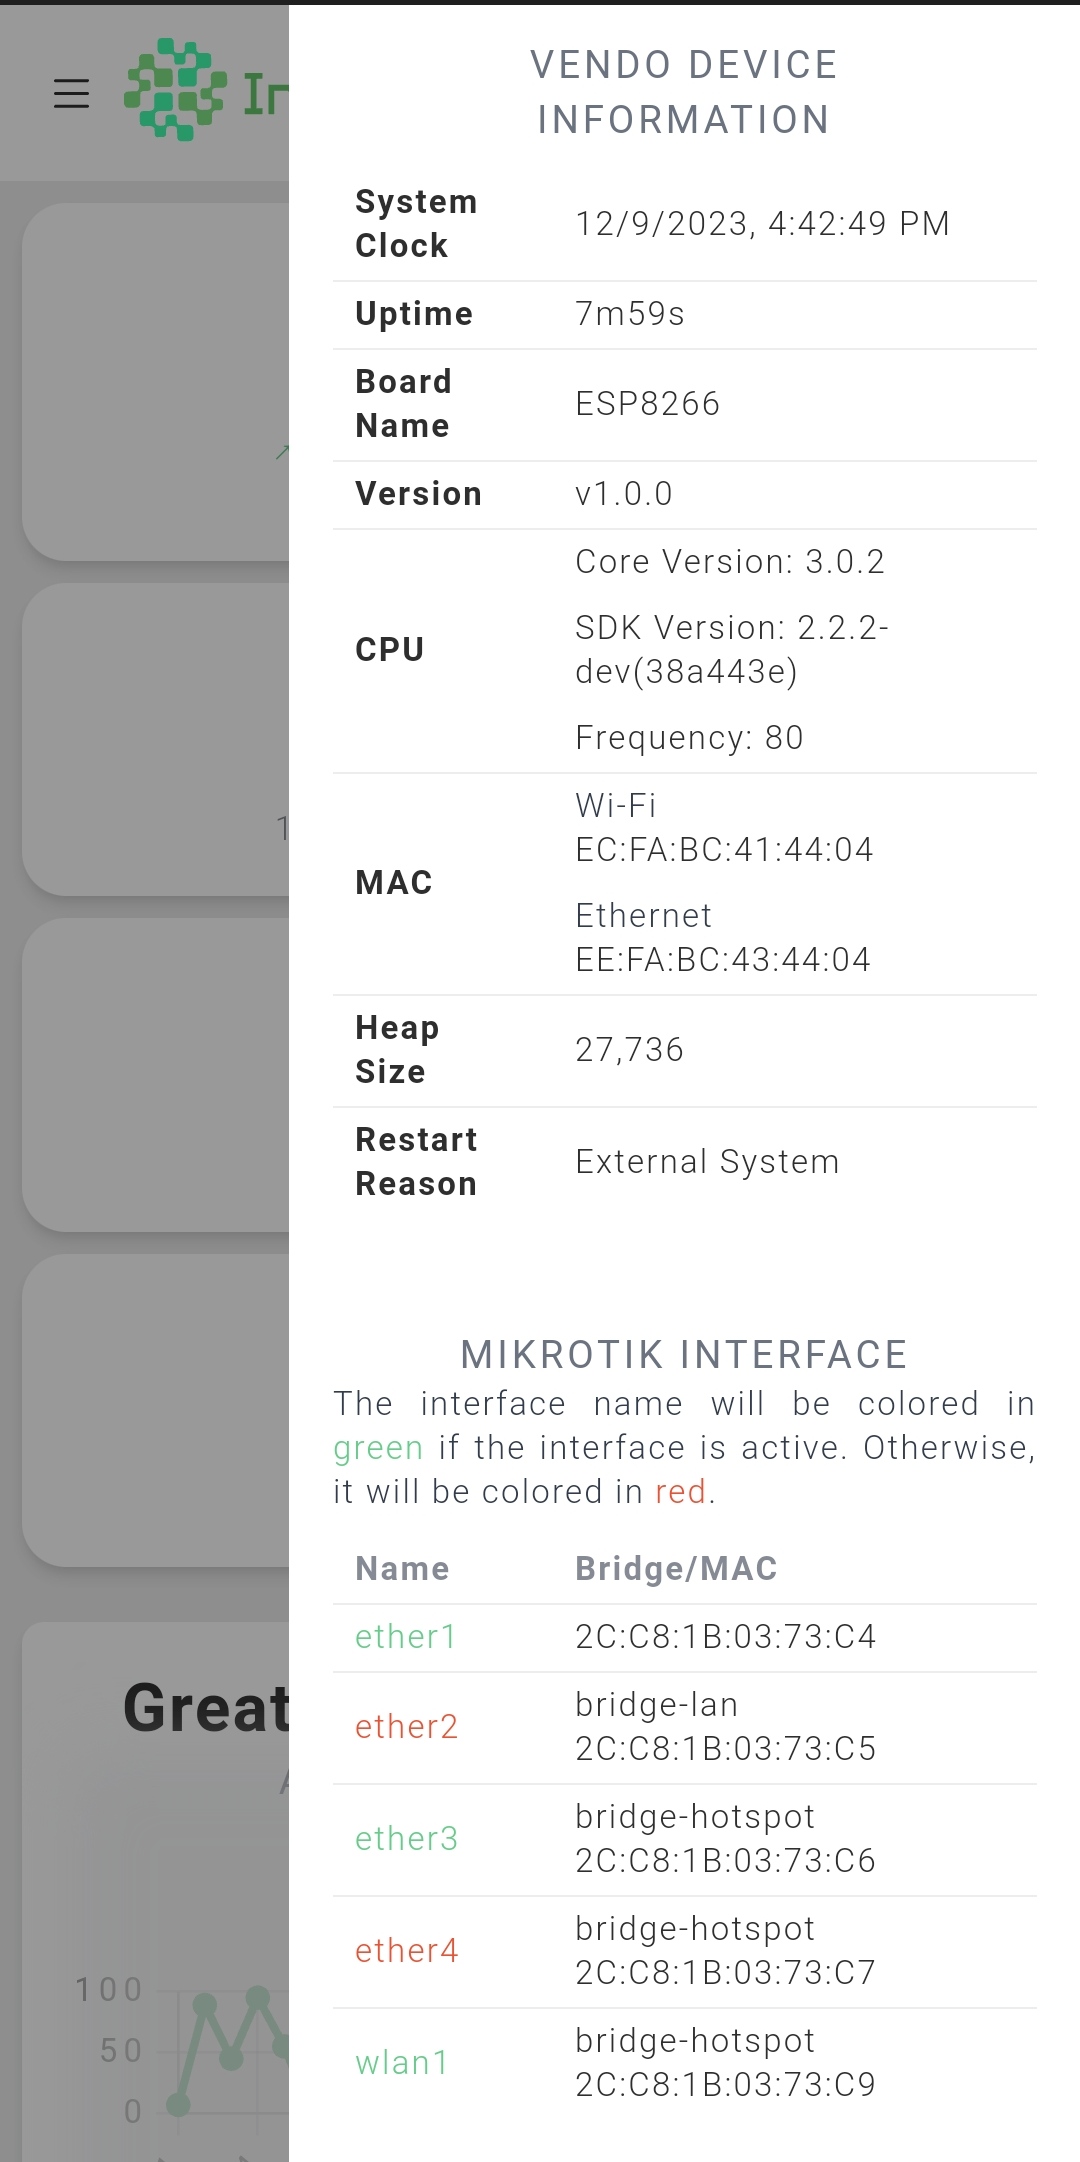 VENDO DEVICE
INFORMATION
System
Clock
12/9/2023, 4:42:49 PM
Uptime
7m59s
Board
Name
ESP8266
Version
v1.0.0
CPU
Core Version: 3.0.2
SDK Version: 2.2.2-
dev(38a443e)
Frequency: 80
MAC
Wi-Fi
EC:FA:BC:41:44:04
Ethernet
EE:FA:BC:43:44:04
Heap
Size
27,736
Restart
Reason
External System
MIKROTIK INTERFACE
The interface name will be colored in
green if the interface is active. Otherwise,
it will be colored in red.
Name
Bridge/MAC
ether1
2C:C8:1B:03:73:C4
ether2
bridge-lan
2C:C8:1B:03:73:C5
ether3
bridge-hotspot
2C:C8:1B:03:73:C6
ether4
bridge-hotspot
2C:C8:1B:03:73:C7
wlan1
bridge-hotspot
2C:C8:1B:03:73:C9
Great
100
50
0